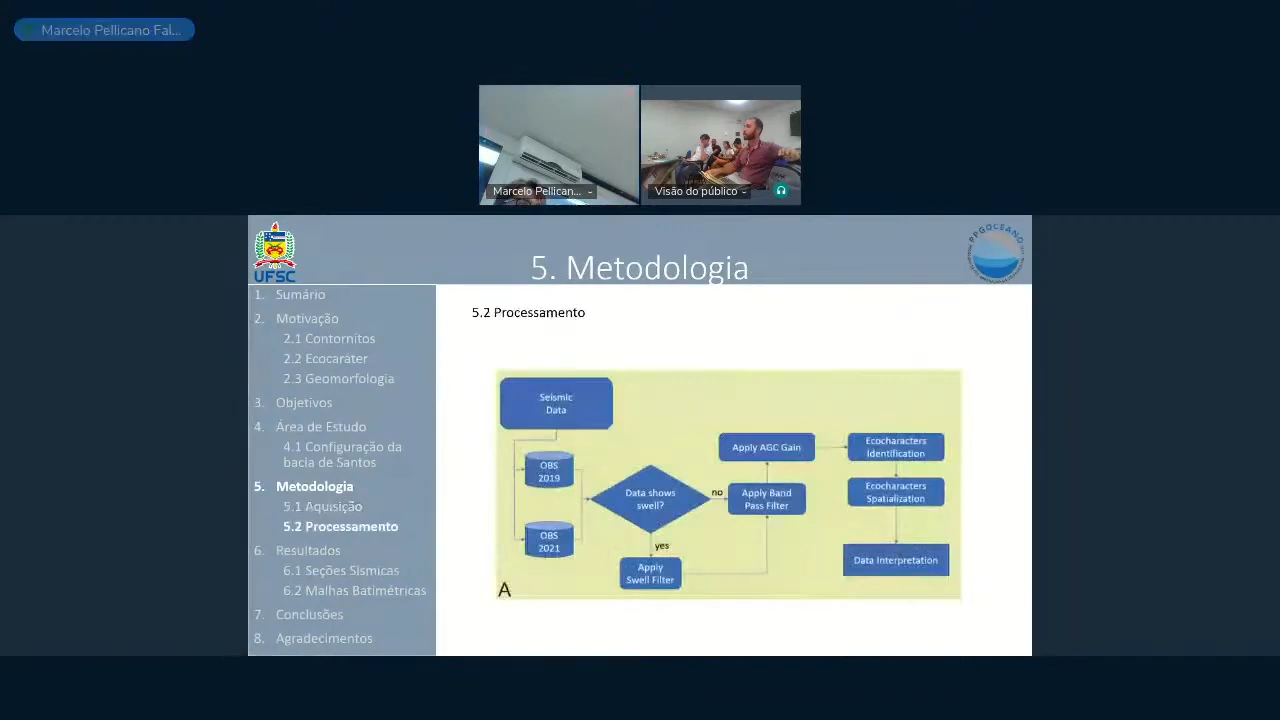 Marcelo Pellicano Fal...
Marcelo Pellican...
Visão do público
UFSC
5. Metodologia
PPGOCEANO
1. Sumário
2. Motivação
2.1 Contornitos
2.2 Ecocaráter
2.3 Geomorfologia
3. Objetivos
4. Área de Estudo
4.1 Configuração da
bacia de Santos
5. Metodologia
5.1 Aquisição
5.2 Processamento
6. Resultados
6.1 Seções Sísmicas
6.2 Malhas Batimétricas
7. Conclusões
8. Agradecimentos
5.2 Processamento
Seismic
Data
OBS
2019
OBS
2021
Data shows
swell?
no
yes
Apply
Swell Filter
Apply Band
Pass Filter
Apply AGC Gain
Ecocharacters
Identification
Ecocharacters
Spatialization
Data Interpretation
A